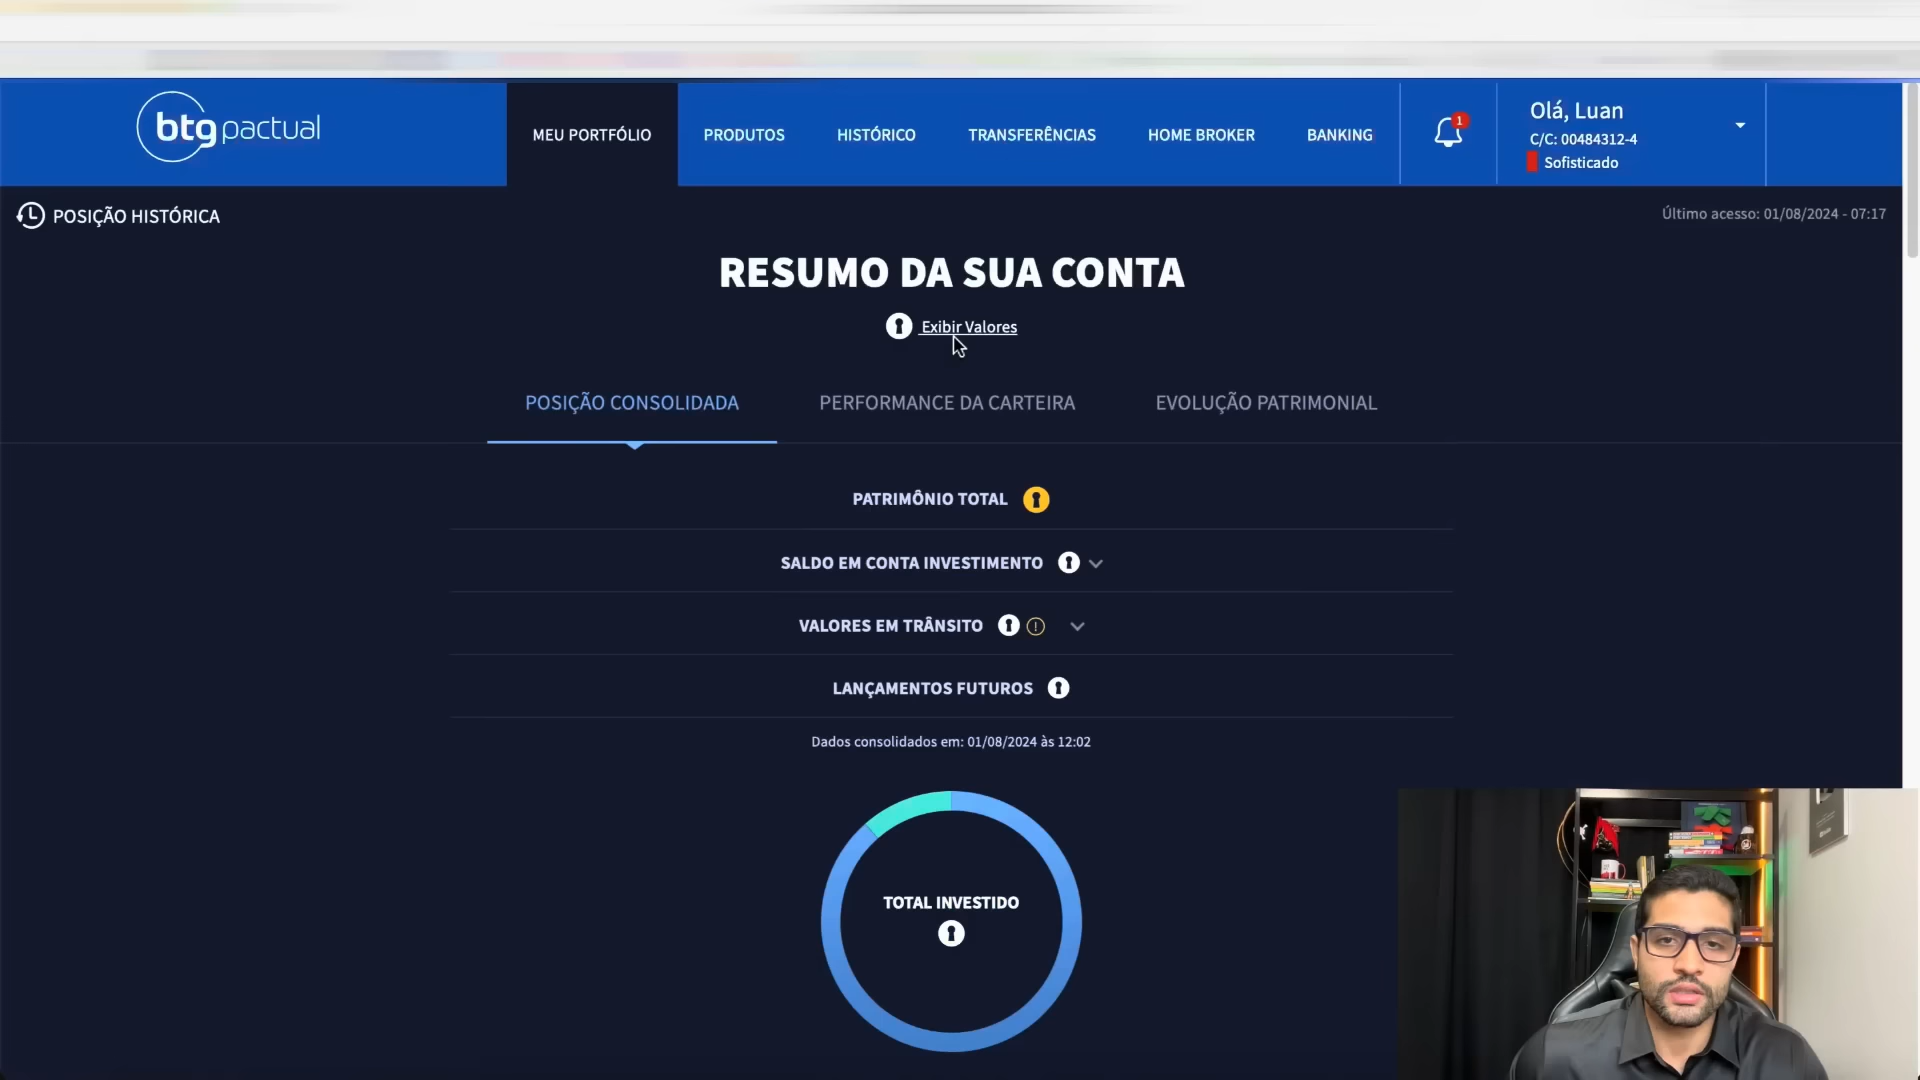 btgpactual
MEU PORTFÓLIO
PRODUTOS
HISTÓRICO
TRANSFERÊNCIAS
HOME BROKER
BANKING
1
Olá, Luan
C/C: 00484312-4
Sofisticado
POSIÇÃO HISTÓRICA
Último acesso: 01/08/2024 - 07:17
RESUMO DA SUA CONTA
Exibir Valores
POSIÇÃO CONSOLIDADA
PERFORMANCE DA CARTEIRA
EVOLUÇÃO PATRIMONIAL
PATRIMÔNIO TOTAL
SALDO EM CONTA INVESTIMENTO
VALORES EM TRÂNSITO
LANÇAMENTOS FUTUROS
Dados consolidados em: 01/08/2024 às 12:02
TOTAL INVESTIDO